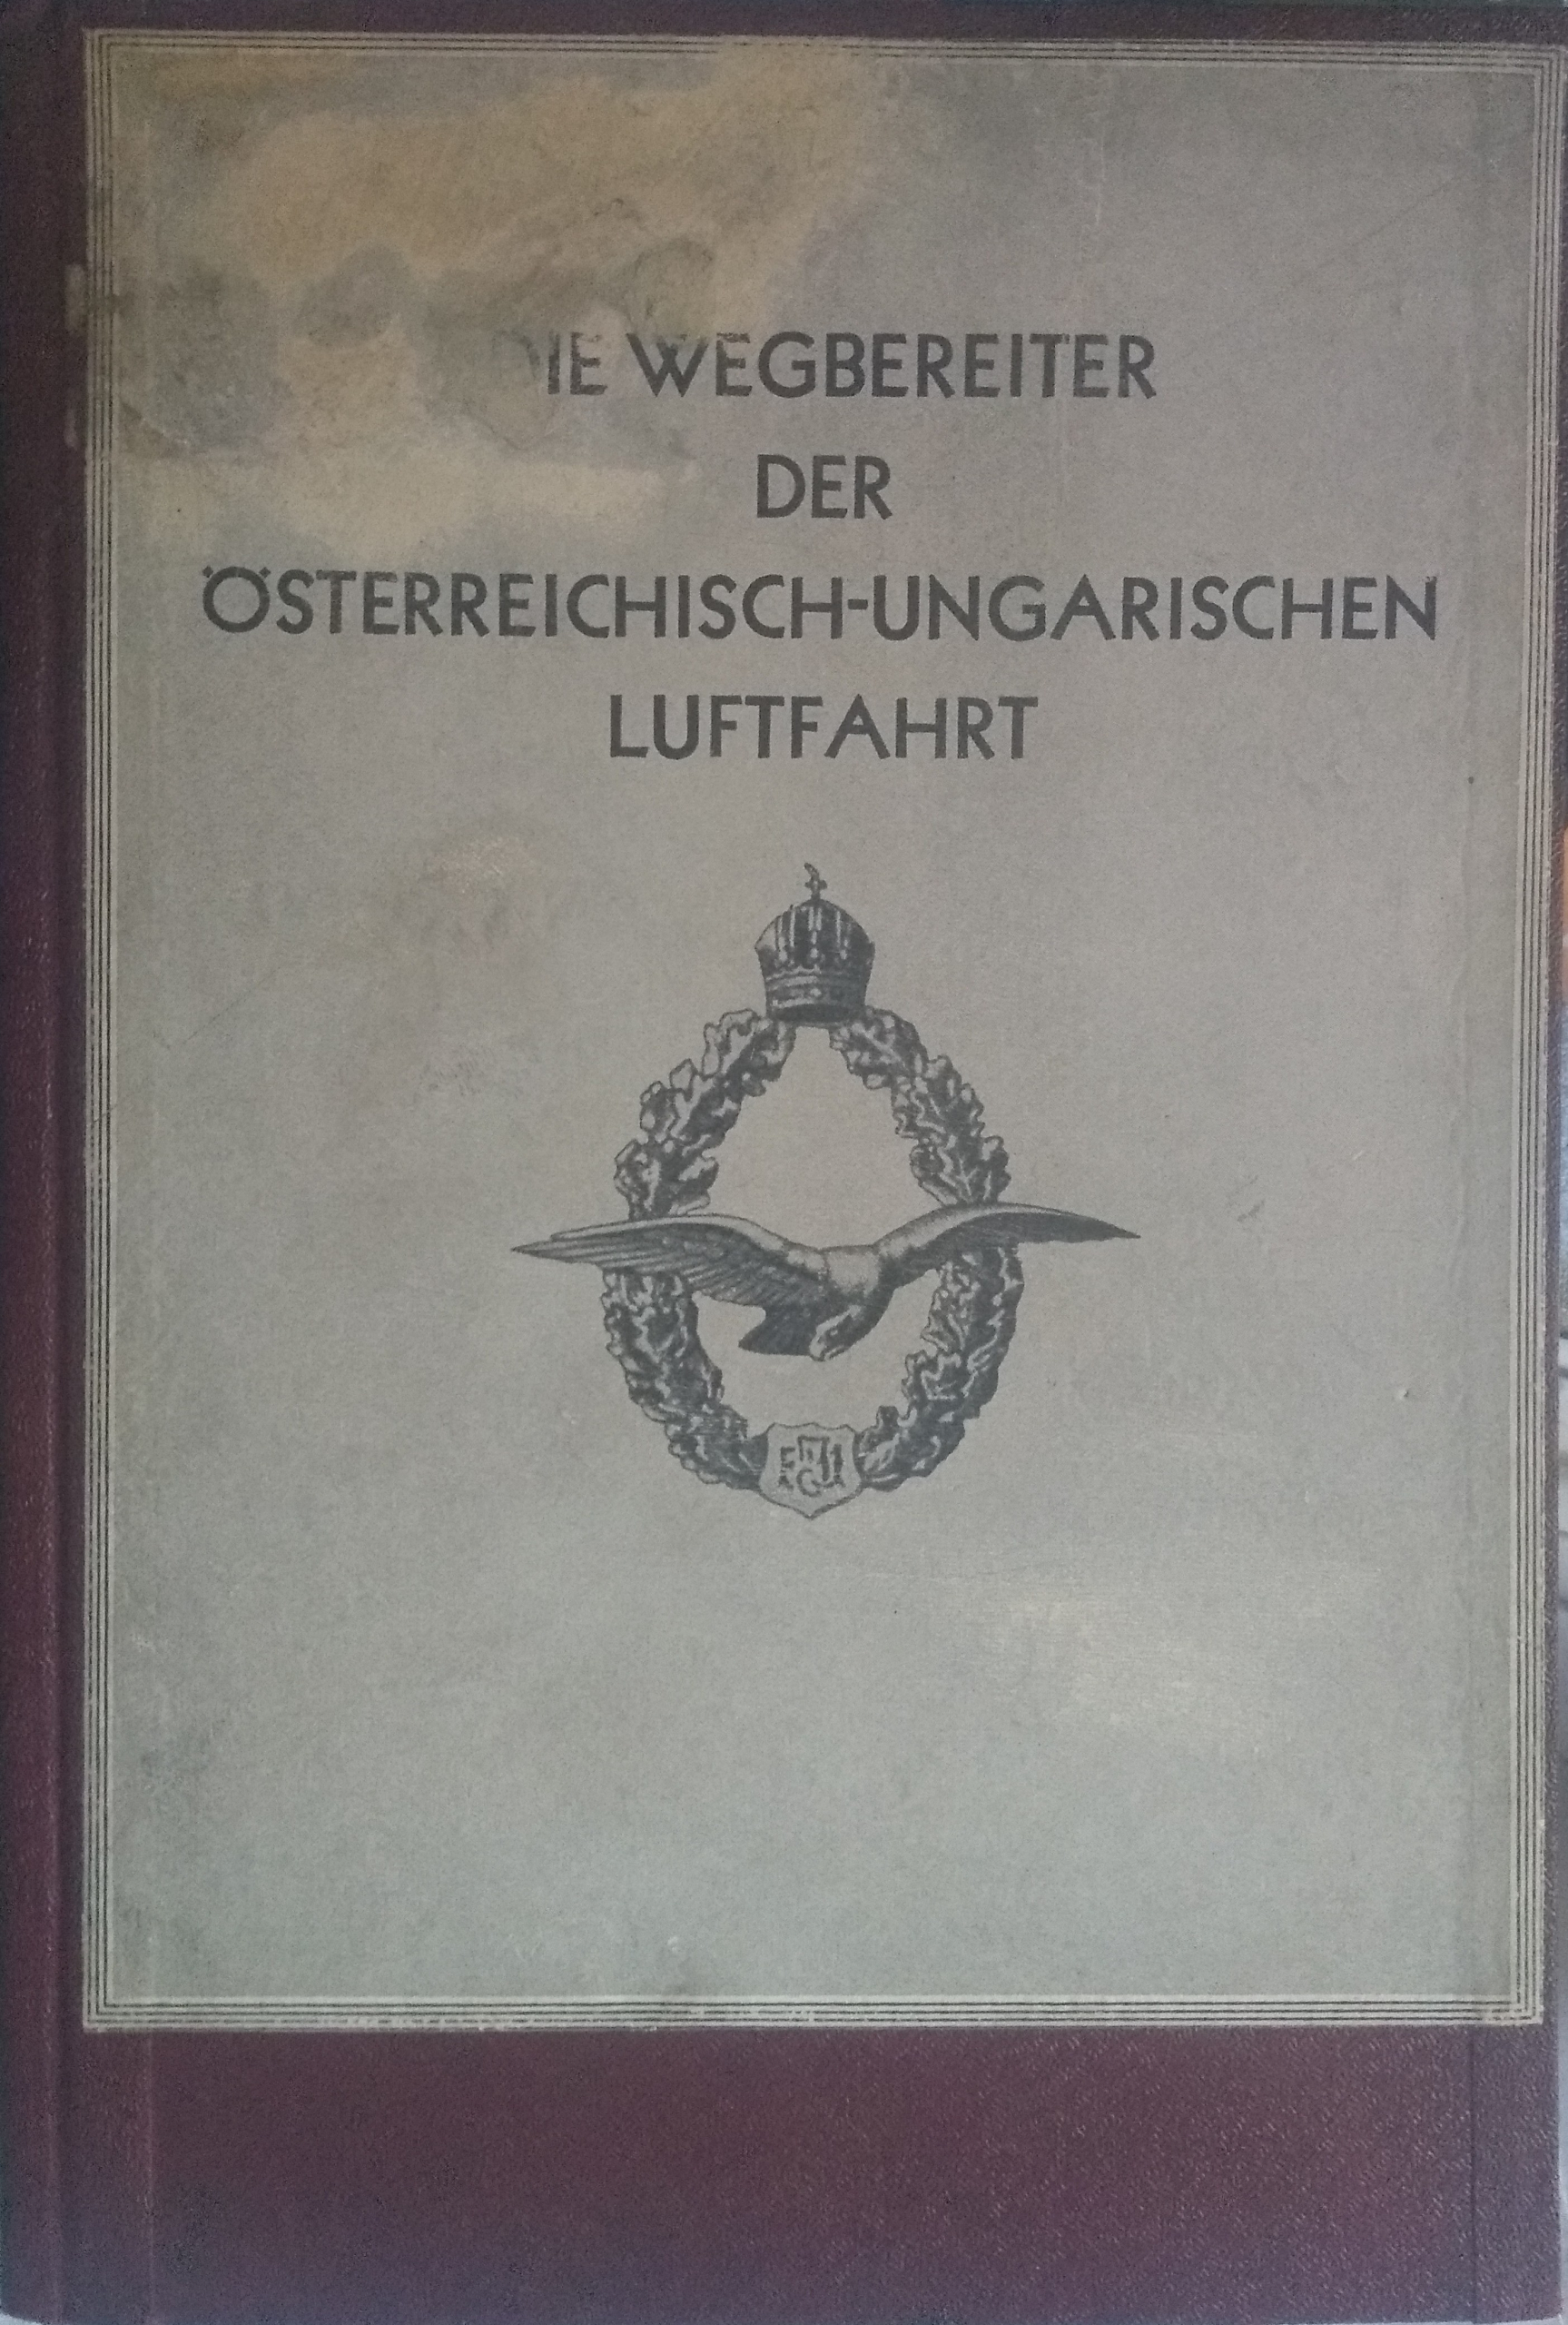 IE WEGBEREITER
DER
ÖSTERREICHISCH-UNGARISCHEN
LUFTFAHRT